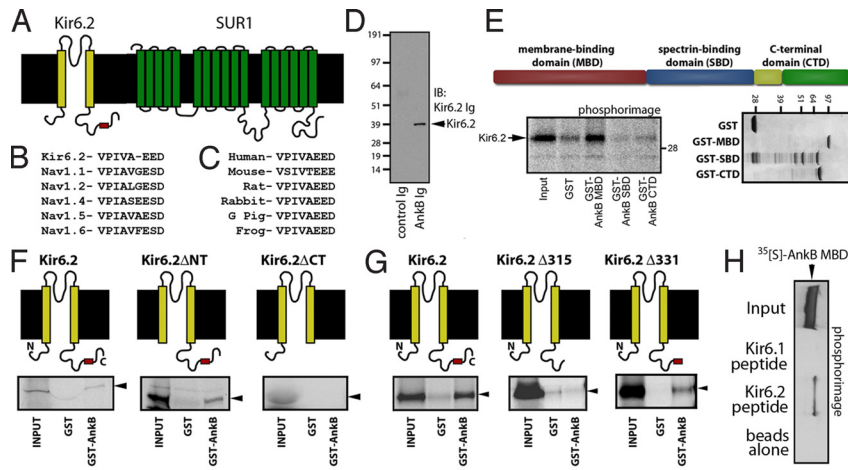 A
Kir6.2
SUR1
B
Kir6.2- VPIVA-EED
Nav1.1- VPIAVGESD
Nav1.2- VPIALGESD
Nav1.4- VPIASEESD
Nav1.5- VPIAVAESD
Nav1.6- VPIAVFESD
C
Human- VPIVAEED
Mouse- VSIVTEEE
Rat- VPIVAEED
Rabbit- VPIVAEED
G Pig- VPIVAEED
Frog- VPIVAEED
D
191
97
64
51
39
28
19
14
IB:
Kir6.2 Ig
Kir6.2
control Ig
AnkB Ig
E
membrane-binding
domain (MBD)
spectrin-binding
domain (SBD)
C-terminal
domain (CTD)
phosphorimage
Kir6.2
28
Input
GST
GST-
AnkB MBD
GST-
AnkB SBD
GST-
AnkB CTD
28
39
51
64
97
GST
GST-MBD
GST-SBD
GST-CTD
F
Kir6.2
Kir6.2ΔNT
Kir6.2ΔCT
N
C
N
INPUT
GST
GST-AnkB
INPUT
GST
GST-AnkB
INPUT
GST
GST-AnkB
G
Kir6.2
Kir6.2 Δ315
Kir6.2 Δ331
N
C
N
N
INPUT
GST
GST-AnkB
INPUT
GST
GST-AnkB
INPUT
GST
GST-AnkB
H
35[S]-AnkB MBD
Input
Kir6.1
peptide
Kir6.2
peptide
beads
alone
phosphorimage